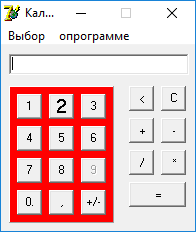 Кал...
Выбор опрограмме
1 2 3 < C
4 5 6 + -
7 8 9 / *
0. , +/- =